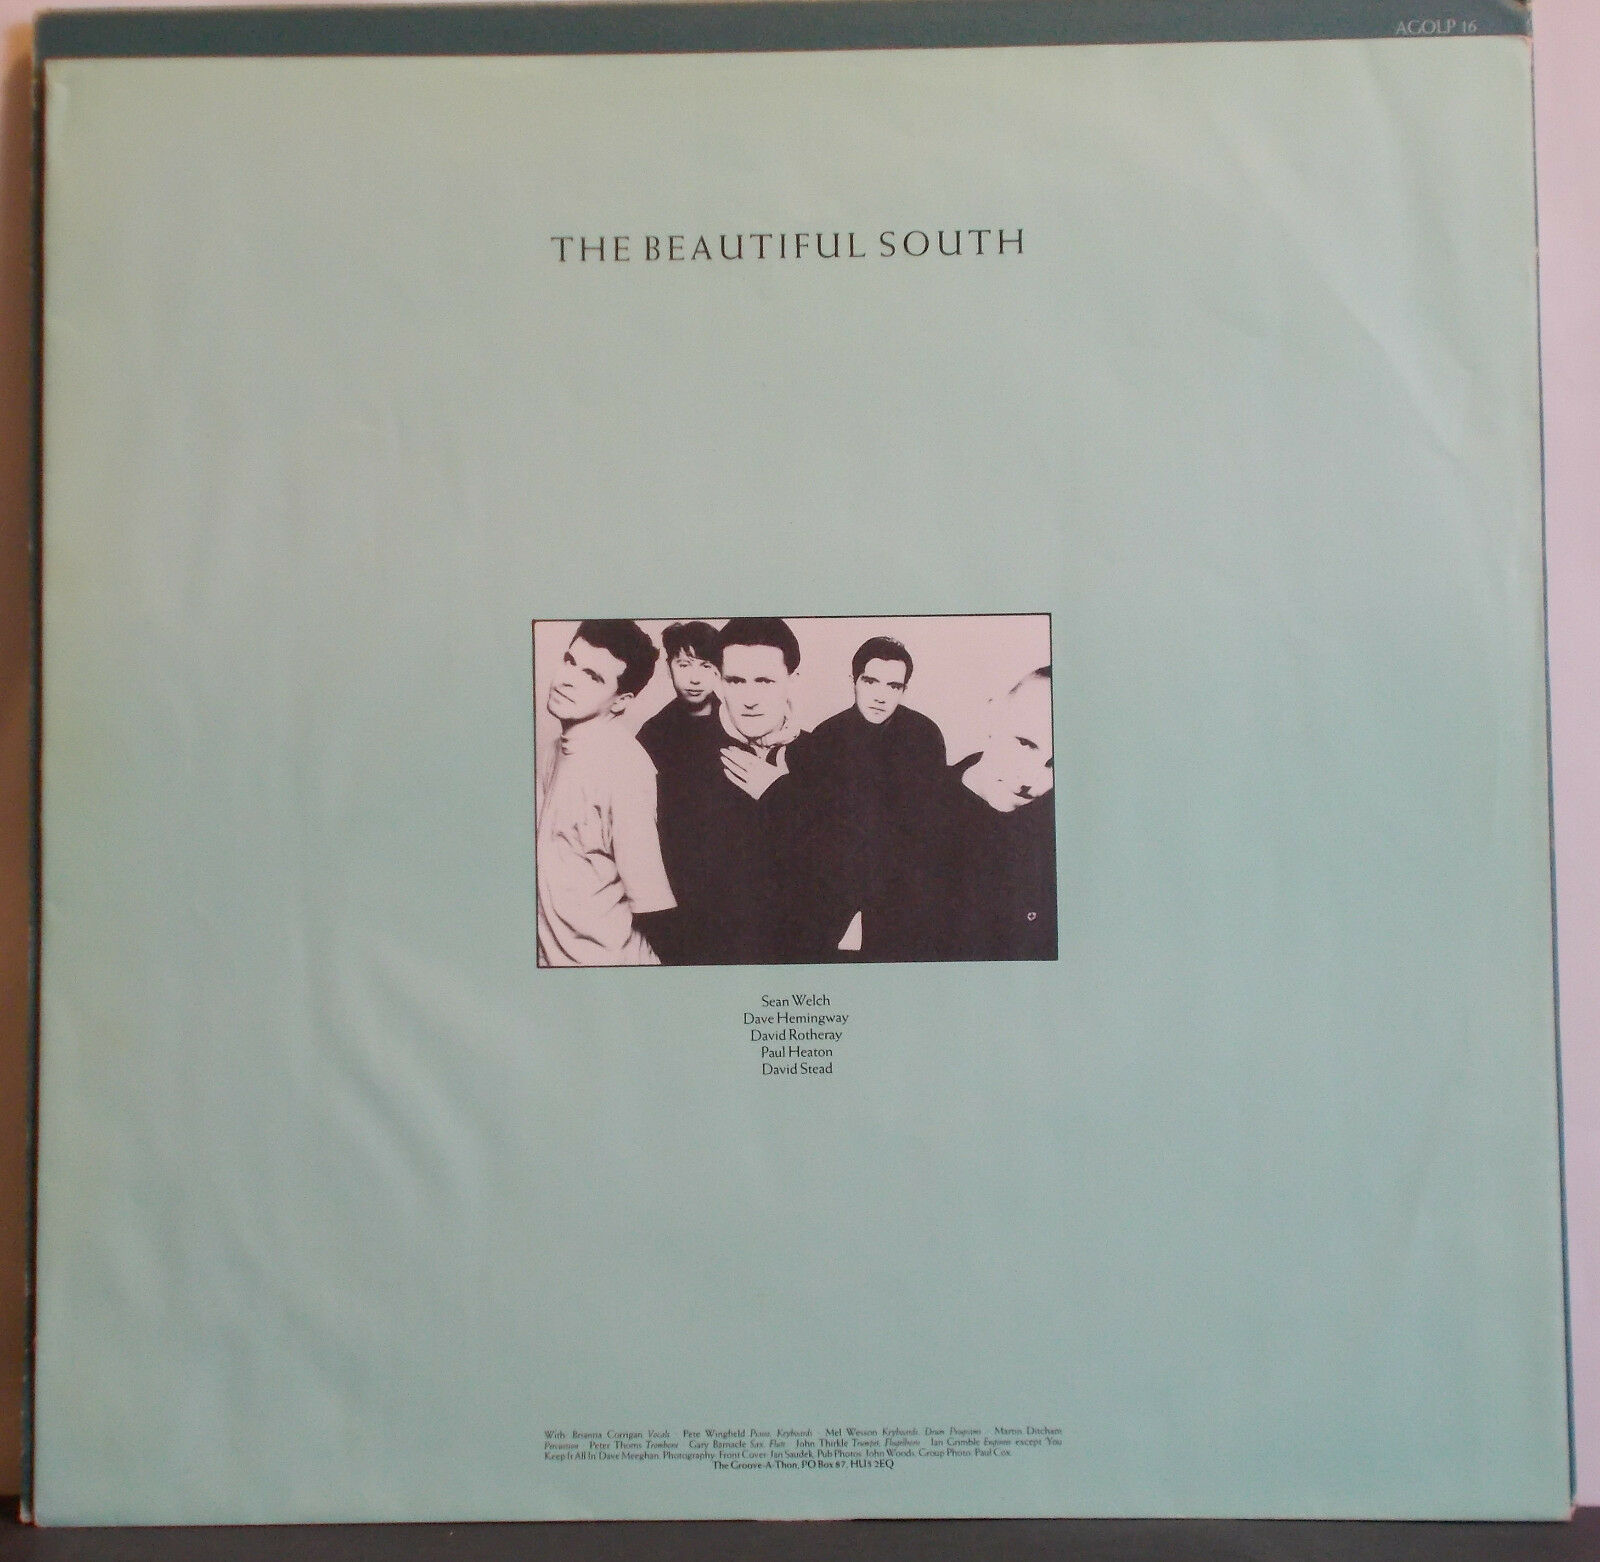 AGOLP 16
THE BEAUTIFUL SOUTH
Sean Welch
Dave Hemingway
David Rotheray
Paul Heaton
David Stead
With Brianna Corrigan Vocals Pete Wingfield Piano, Keyboards Mel Wesson Keyboards, Drum Programs Martin Ditcham
Percussion Peter Thoms Trombone Gary Barnacle Sax, Flute John Thirkle Trumpet, Flugelhorn Ian Grimble Engineer except You
Keep It All In Dave Meeghan. Photography: Front Cover Jan Saudek, Pub Photos John Woods, Group Photo, Paul Cox.
The Groove-A-Thon, PO Box 87, HU5 2EQ